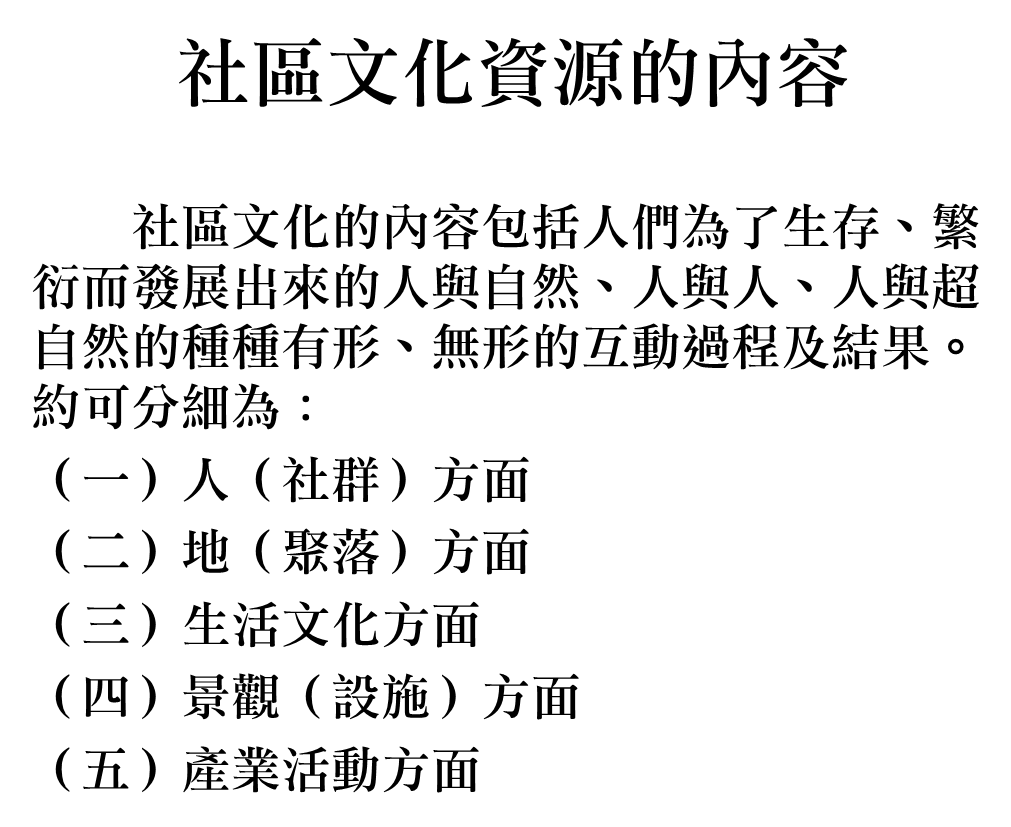 社區文化資源的內容
社區文化的內容包括人們為了生存、繁
衍而發展出來的人與自然、人與人、人與超
自然的種種有形、無形的互動過程及結果。
約可分細為：
（一）人（社群）方面
（二）地（聚落）方面
（三）生活文化方面
（四）景觀（設施）方面
（五）產業活動方面